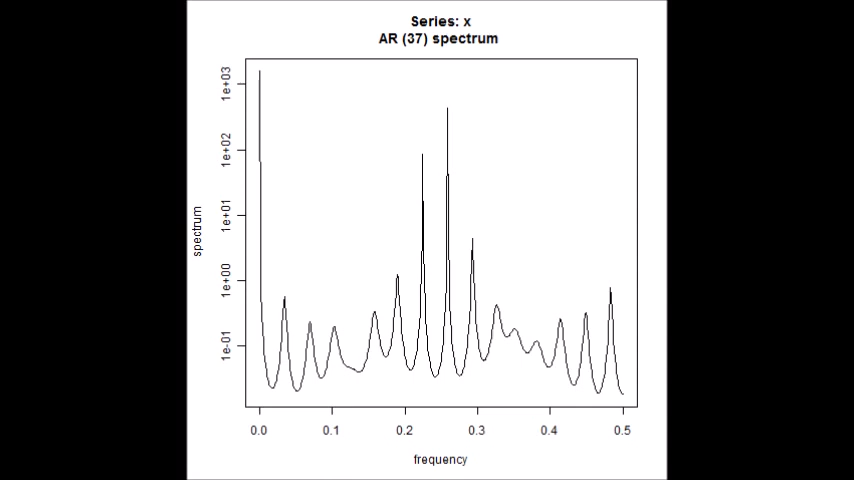 Series: x
AR (37) spectrum
spectrum
1e+03
1e+02
1e+01
1e+00
1e-01
0.0 0.1 0.2 0.3 0.4 0.5
frequency